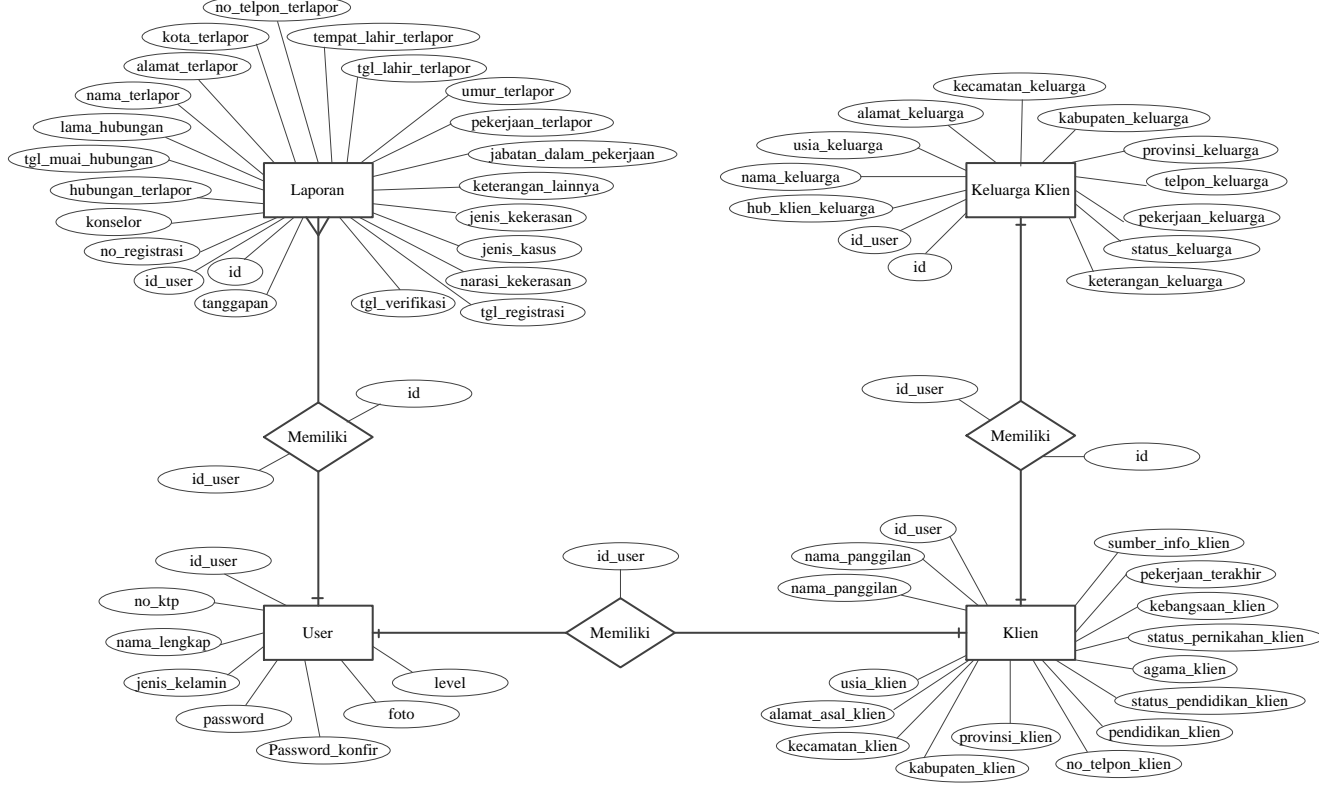 no_telpon_terlapor
kota_terlapor
tempat_lahir_terlapor
alamat_terlapor
tgl_lahir_terlapor
nama_terlapor
umur_terlapor
lama_hubungan
pekerjaan_terlapor
tgl_muai_hubungan
jabatan_dalam_pekerjaan
hubungan_terlapor
Laporan
keterangan_lainnya
konselor
jenis_kekerasan
no_registrasi
jenis_kasus
id_user
id
narasi_kekerasan
tanggapan
tgl_verifikasi
tgl_registrasi
kecamatan_keluarga
alamat_keluarga
kabupaten_keluarga
usia_keluarga
provinsi_keluarga
nama_keluarga
Keluarga Klien
telpon_keluarga
hub_klien_keluarga
pekerjaan_keluarga
id_user
status_keluarga
id
keterangan_keluarga
id
Memiliki
id_user
id_user
Memiliki
id
id_user
no_ktp
User
nama_lengkap
jenis_kelamin
level
password
foto
Password_konfir
id_user
Memiliki
id_user
sumber_info_klien
nama_panggilan
pekerjaan_terakhir
nama_panggilan
kebangsaan_klien
Klien
status_pernikahan_klien
agama_klien
usia_klien
status_pendidikan_klien
alamat_asal_klien
pendidikan_klien
kecamatan_klien
provinsi_klien
kabupaten_klien
no_telpon_klien